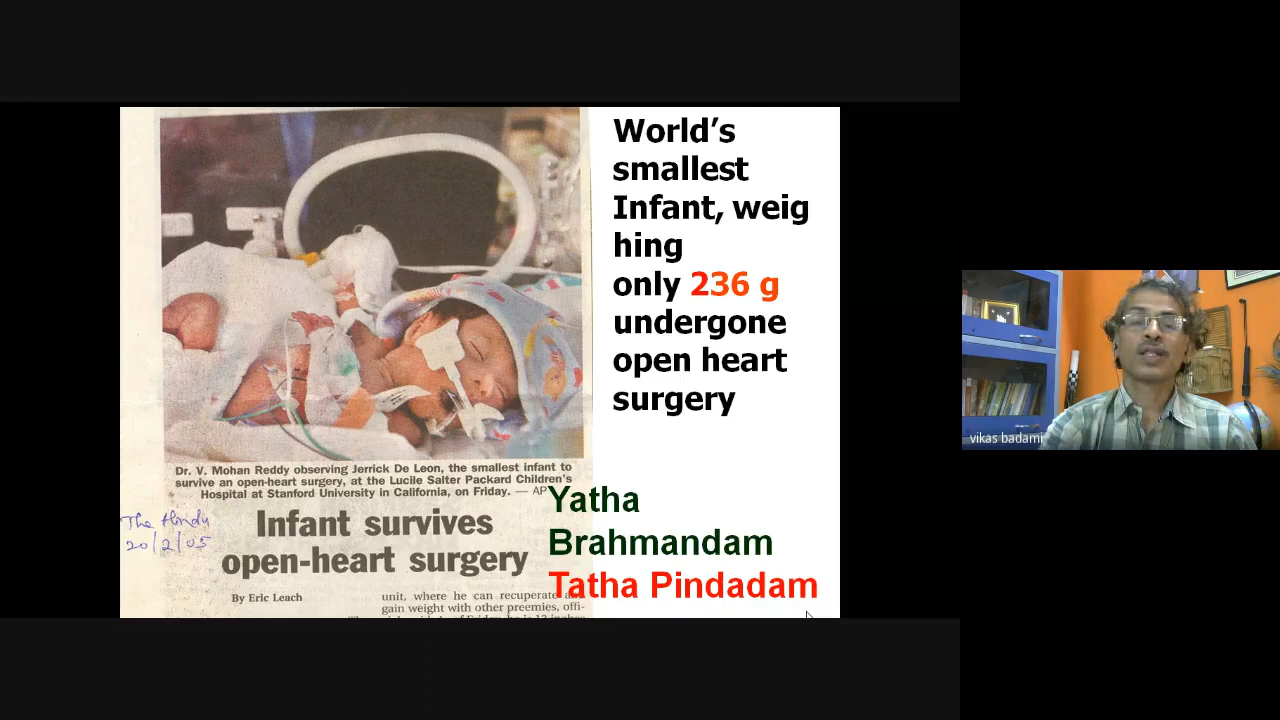 World’s
smallest
Infant, weig
hing
only 236 g
undergone
open heart
surgery
Dr. V. Mohan Reddy observing Jerrick De Leon, the smallest infant to
survive an open-heart surgery, at the Lucile Salter Packard Children's
Hospital at Stanford University in California, on Friday. — AP
Yatha
Brahmandam
Tatha Pindadam
The Hindu
20/2/05
Infant survives
open-heart surgery
By Eric Leach
unit, where he can recuperate
gain weight with other preemies, offi-
vikas badami